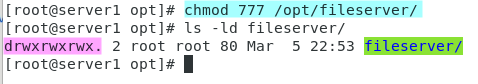 [root@server1 opt]# chmod 777 /opt/fileserver/
[root@server1 opt]# ls -ld fileserver/
drwxrwxrwx. 2 root root 80 Mar  5 22:53 fileserver/
[root@server1 opt]#